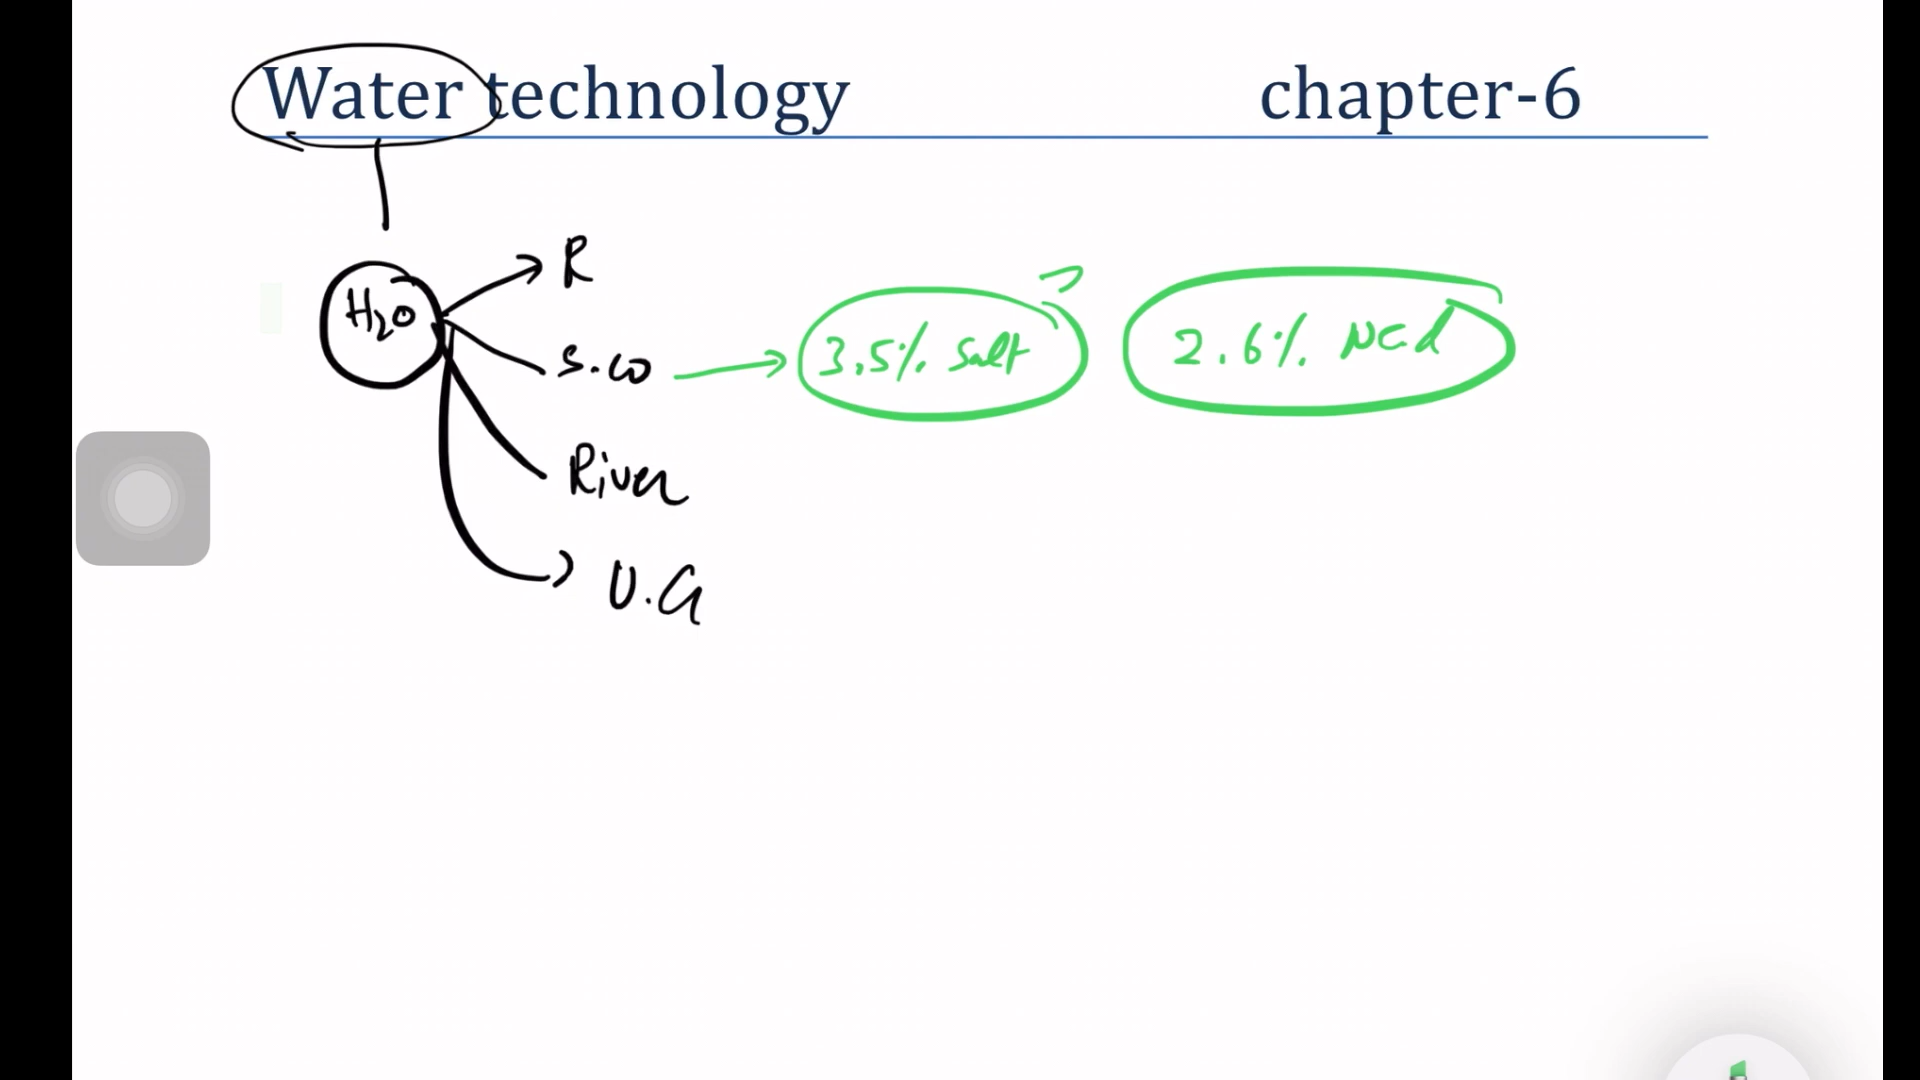 Water technology chapter-6
R
H₂O
S.W → 3.5% Salt 2.6% NCl
River
U.G